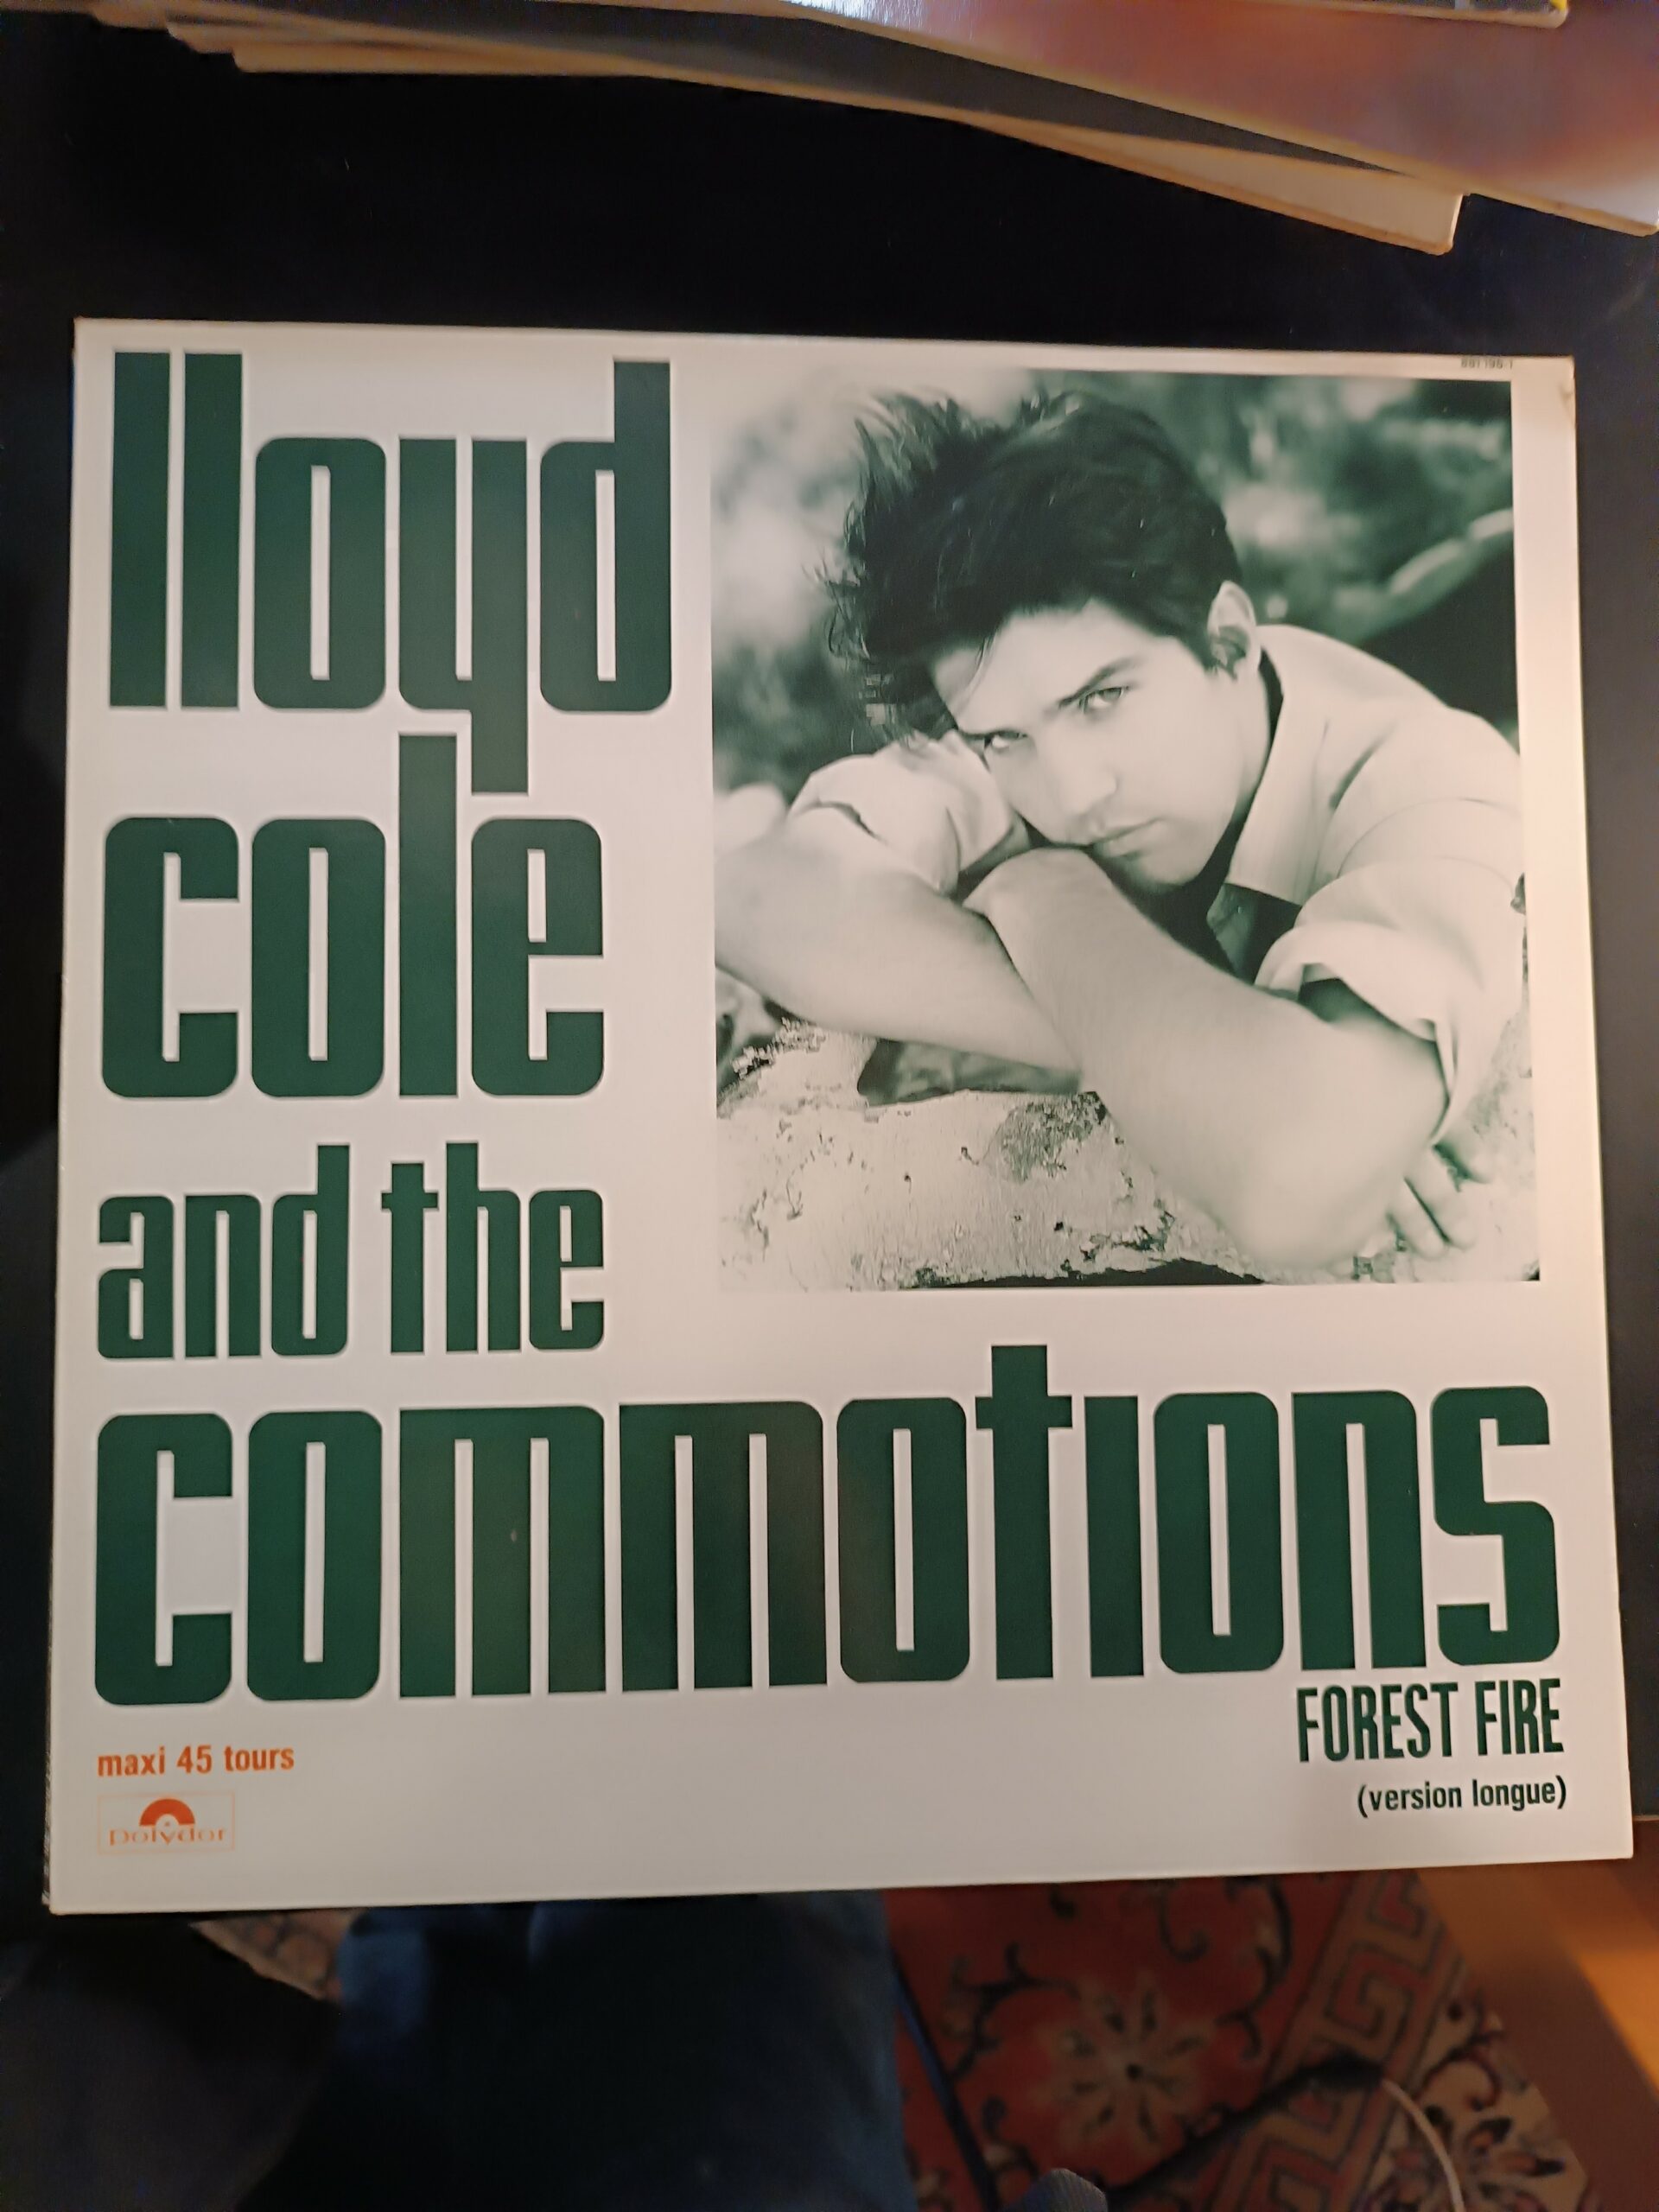 lloyd
cole
and the
commotions
FOREST FIRE
(version longue)
maxi 45 tours
polydor